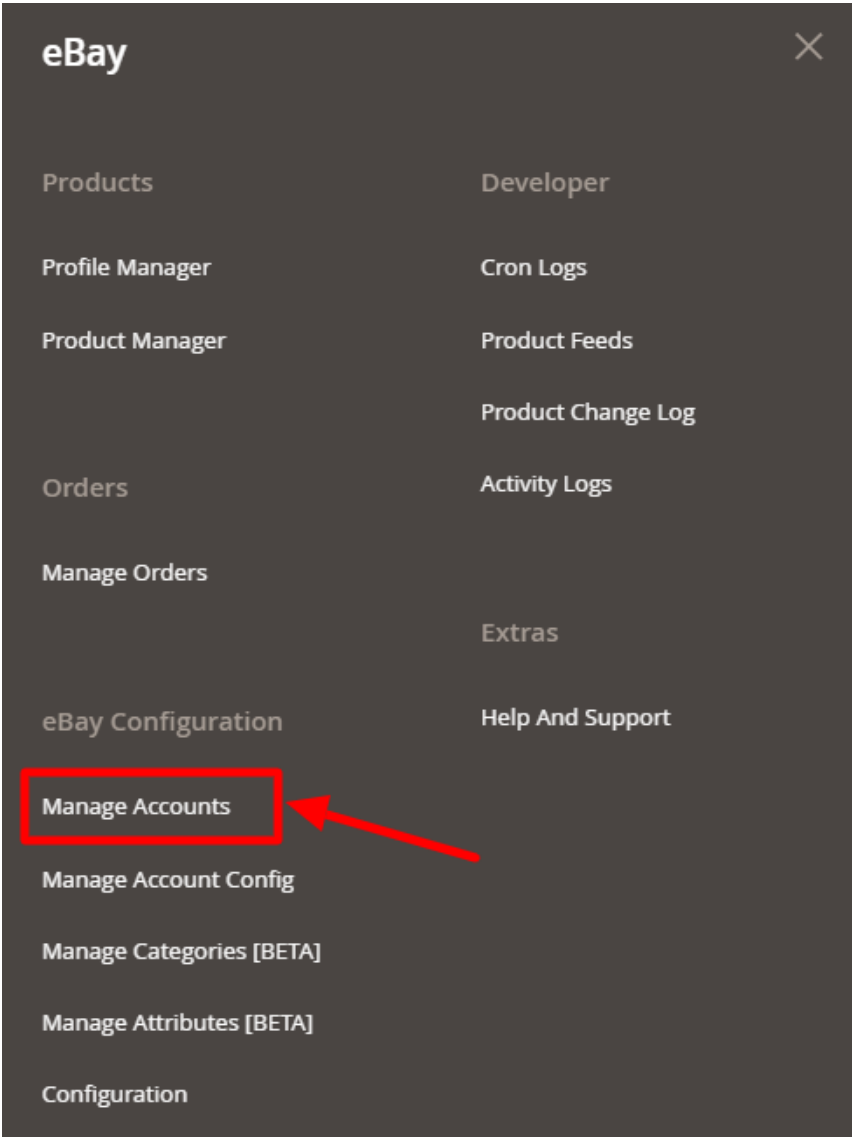 eBay
Products
Profile Manager
Product Manager
Orders
Manage Orders
eBay Configuration
Manage Accounts
Manage Account Config
Manage Categories [BETA]
Manage Attributes [BETA]
Configuration
Developer
Cron Logs
Product Feeds
Product Change Log
Activity Logs
Extras
Help And Support